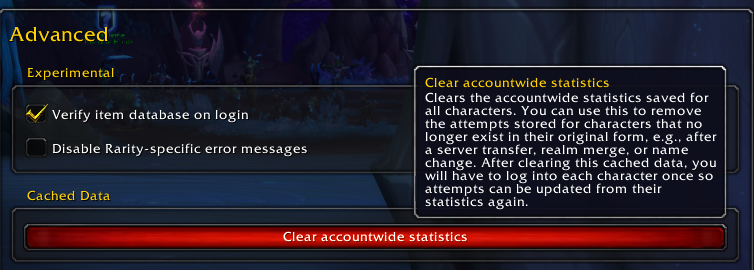 Advanced
Experimental
Verify item database on login
Disable Rarity-specific error messages
Cached Data
Clear accountwide statistics
Clear accountwide statistics
Clears the accountwide statistics saved for
all characters. You can use this to remove
the attempts stored for characters that no
longer exist in their original form, e.g., after
a server transfer, realm merge, or name
change. After clearing this cached data, you
will have to log into each character once so
attempts can be updated from their
statistics again.